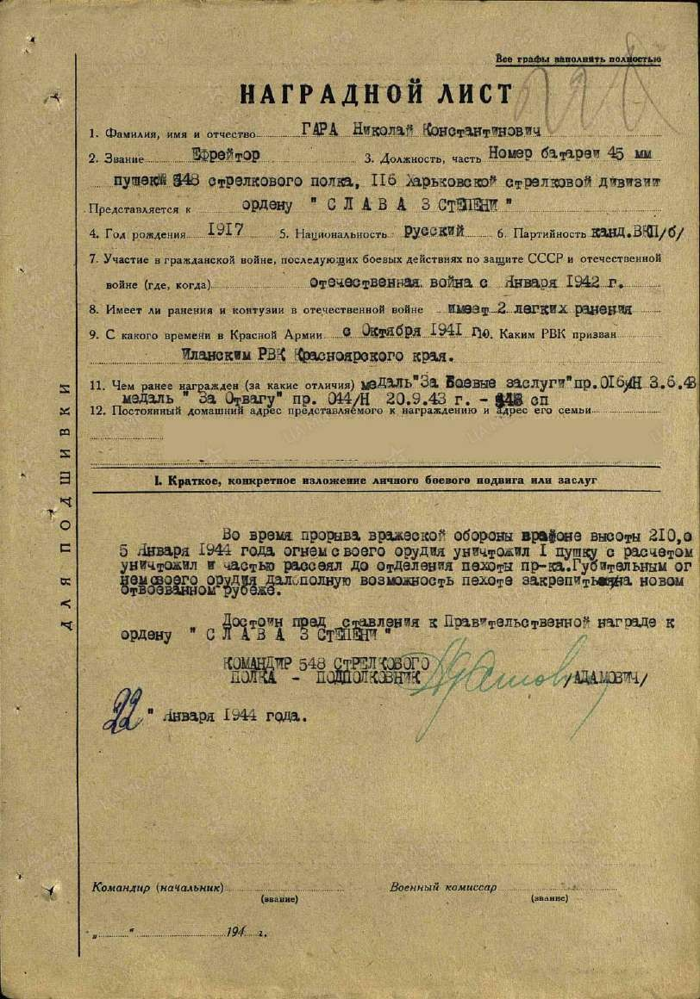 Все графы заполнять полностью
НАГРАДНОЙ ЛИСТ
1. Фамилия, имя и отчество ГАРА Николай Константинович
2. Звание Ефрейтор 3. Должность, часть Номер батареи 45 мм
пушек 548 стрелкового полка, 116 Харьковской стрелковой дивизии
Представляется к ордену " С Л А В А 3 СТЕПЕНИ "
4. Год рождения 1917 5. Национальность Русский 6. Партийность канд.ВКП/б/
7. Участие в гражданской войне, последующих боевых действиях по защите СССР и отечественной
войне (где, когда) отечественная война с Января 1942 г.
8. Имеет ли ранения и контузии в отечественной войне имеет 2 легких ранения
9. С какого времени в Красной Армии с Октября 1941 г. 10. Каким РВК призван
Иланским РВК Красноярского края.
11. Чем ранее награжден (за какие отличия) медаль"За Боевые заслуги"пр.016/Н 3.6.43
медаль " За Отвагу" пр. 044/Н 20.9.43 г. - 548 сп
12. Постоянный домашний адрес представляемого к награждению и адрес его семьи
I. Краткое, конкретное изложение личного боевого подвига или заслуг
Во время прорыва вражеской обороны врафоне высоты 210,0
5 Января 1944 года огнем своего орудия уничтожил 1 пушку с расчетом
уничтожил и частью рассеял до отделения пехоты пр-ка.Губительным ог
нем своего орудия дал полную возможность пехоте закрепиться на новом
отвоеванном рубеже.
Достоин пред ставления к Правительственной награде к
ордену " С Л А В А 3 СТЕПЕНИ "
КОМАНДИР 548 СТРЕЛКОВОГО
ПОЛКА - ПОДПОЛКОВНИК /АДАМОВИЧ/
22 " Января 1944 года.
Командир (начальник) Военный комиссар
(звание) (звание)
„ “ 194 г.
ДЛЯ ПОДШИВКИ